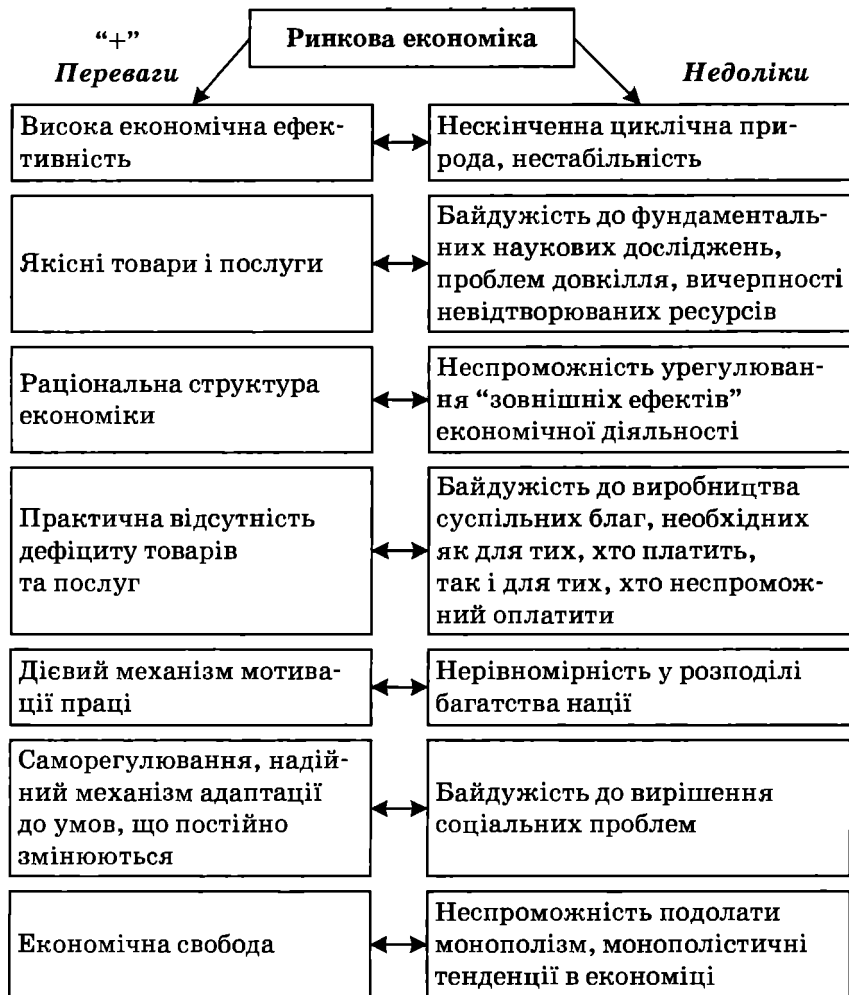 Ринкова економіка
“+”
Переваги
Недоліки
Висока економічна ефек-
тивність
Нескінченна циклічна при-
рода, нестабільність
Якісні товари і послуги
Байдужість до фундаменталь-
них наукових досліджень,
проблем довкілля, вичерпності
невідтворюваних ресурсів
Раціональна структура
економіки
Неспроможність урегулюван-
ня “зовнішніх ефектів”
економічної діяльності
Практична відсутність
дефіциту товарів
та послуг
Байдужість до виробництва
суспільних благ, необхідних
як для тих, хто платить,
так і для тих, хто неспромож-
ний оплатити
Дієвий механізм мотива-
ції праці
Нерівномірність у розподілі
багатства нації
Саморегулювання, надій-
ний механізм адаптації
до умов, що постійно
змінюються
Байдужість до вирішення
соціальних проблем
Економічна свобода
Неспроможність подолати
монополізм, монополістичні
тенденції в економіці